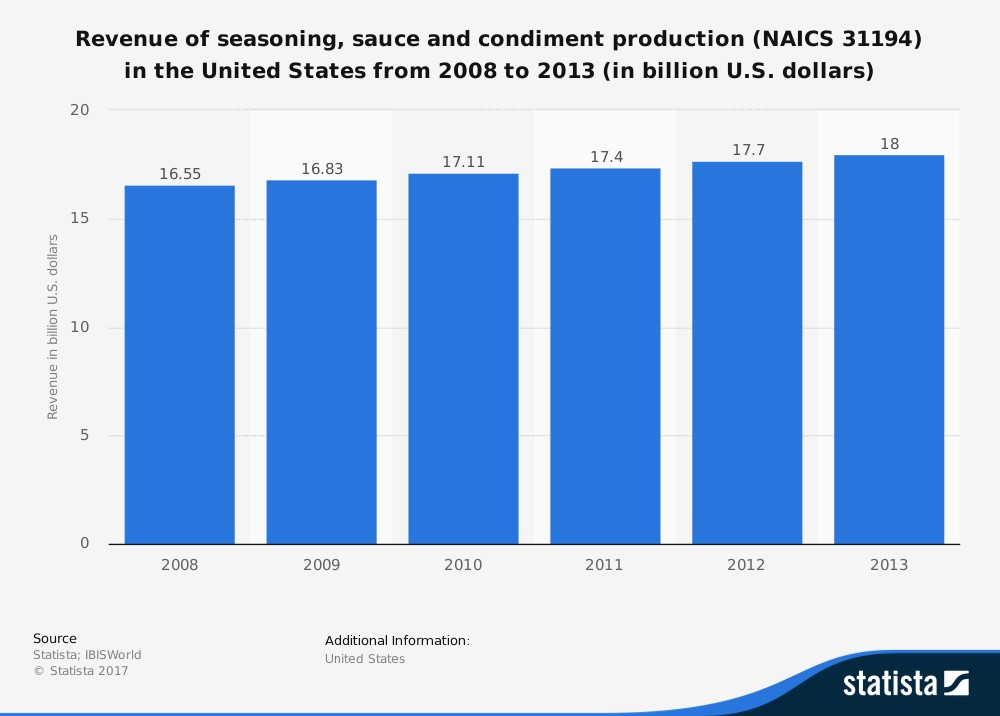 Revenue of seasoning, sauce and condiment production (NAICS 31194)
in the United States from 2008 to 2013 (in billion U.S. dollars)
Revenue in billion U.S. dollars
20
15
10
5
0
16.55
16.83
17.11
17.4
17.7
18
2008
2009
2010
2011
2012
2013
Source
Statista; IBISWorld
© Statista 2017
Additional Information:
United States
statista